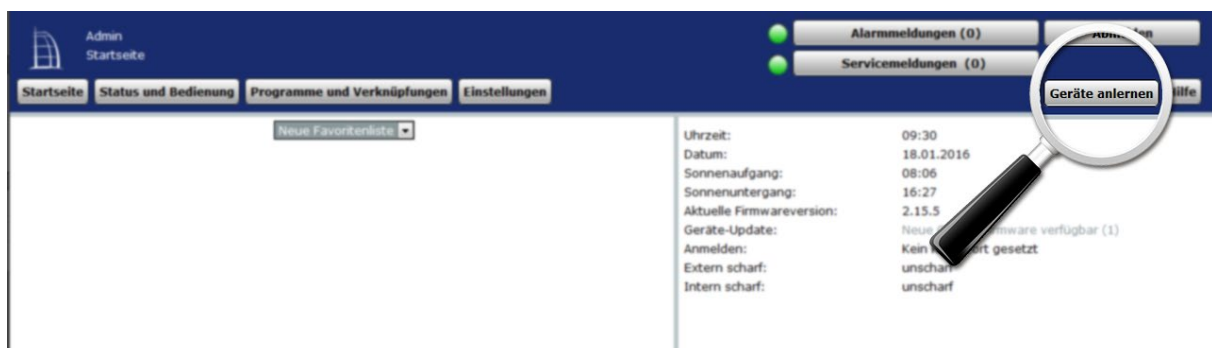 Admin
Startseite
Alarmmeldungen (0)
Abmelden
Servicemeldungen (0)
Startseite Status und Bedienung Programme und Verknüpfungen Einstellungen
Geräte anlernen
Neue Favoritenliste
Uhrzeit: 09:30
Datum: 18.01.2016
Sonnenaufgang: 08:06
Sonnenuntergang: 16:27
Aktuelle Firmwareversion: 2.15.5
Geräte-Update: Neue verfügbar (1)
Anmelden: Kein gesetzt
Extern scharf: unscharf
Intern scharf: unscharf